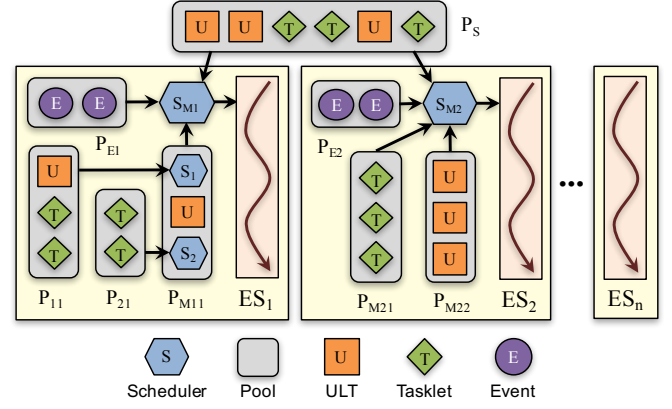 U U T T U T P_S
E E S_M1
P_E1
U S_1
T U
T T
T S_2
P_11 P_21 P_M11 ES_1
E E S_M2
P_E2
T U
T U
T U
P_M21 P_M22 ES_2
...
ES_n
S U T E
Scheduler Pool ULT Tasklet Event